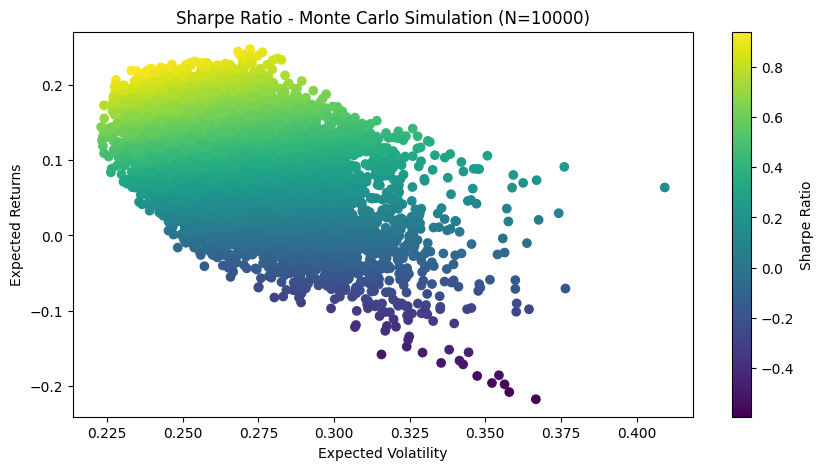 Sharpe Ratio - Monte Carlo Simulation (N=10000)
Expected Returns
0.2
0.1
0.0
−0.1
−0.2
0.225 0.250 0.275 0.300 0.325 0.350 0.375 0.400
Expected Volatility
0.8
0.6
0.4
0.2
0.0
−0.2
−0.4
Sharpe Ratio